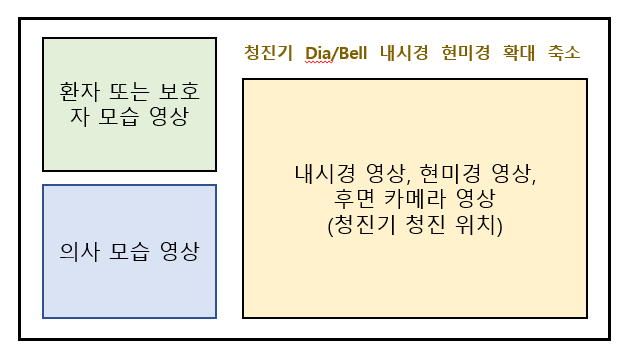 청진기 Dia/Bell 내시경 현미경 확대 축소
환자 또는 보호
자 모습 영상
의사 모습 영상
내시경 영상, 현미경 영상,
후면 카메라 영상
(청진기 청진 위치)